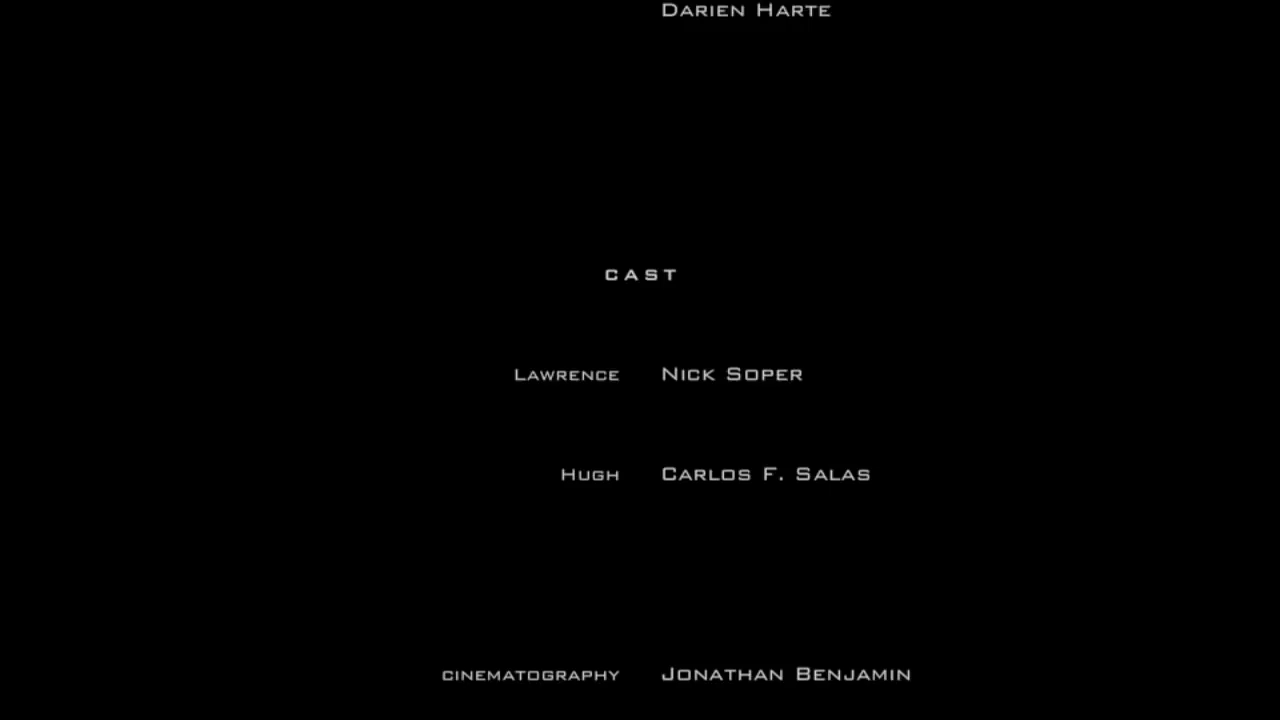 Darien Harte
CAST
Lawrence Nick Soper
Hugh Carlos F. Salas
cinematography Jonathan Benjamin